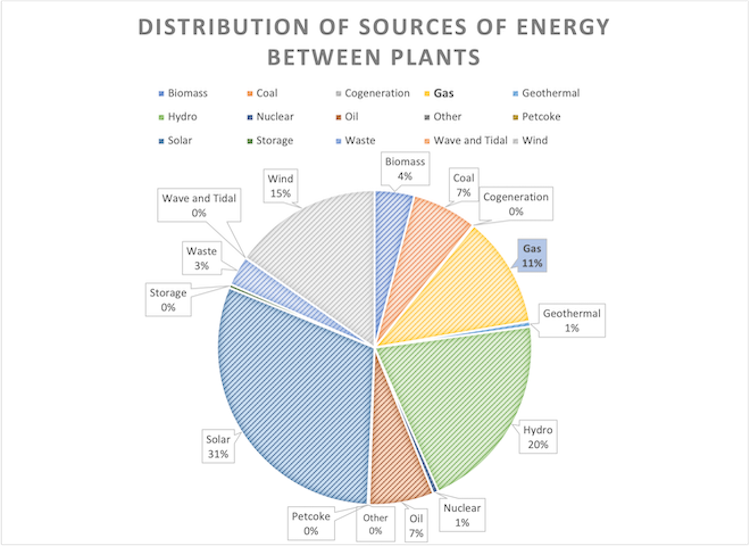 DISTRIBUTION OF SOURCES OF ENERGY
BETWEEN PLANTS
Biomass Coal Cogeneration Gas Geothermal
Hydro Nuclear Oil Other Petcoke
Solar Storage Waste Wave and Tidal Wind
Biomass
4%
Coal
7%
Cogeneration
0%
Gas
11%
Geothermal
1%
Hydro
20%
Nuclear
1%
Oil
7%
Other
0%
Petcoke
0%
Solar
31%
Storage
0%
Waste
3%
Wave and Tidal
0%
Wind
15%